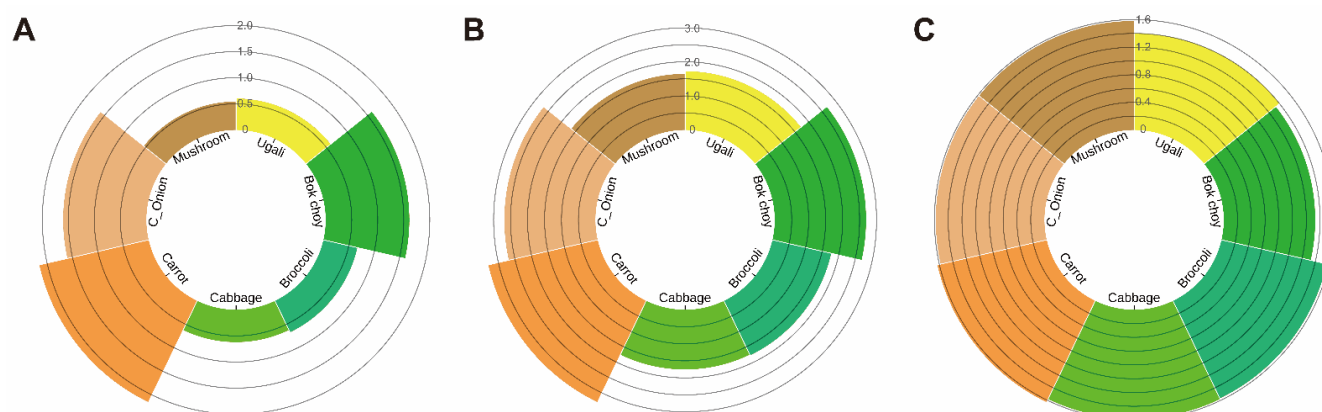 A
2.0
1.5
1.0
0.5
0
Mushroom
Ugali
C_Onion
Bok choy
Carrot
Broccoli
Cabbage
B
3.0
2.0
1.0
0
Mushroom
Ugali
C_Onion
Bok choy
Carrot
Broccoli
Cabbage
C
1.6
1.2
0.8
0.4
0
Mushroom
Ugali
C_Onion
Bok choy
Carrot
Broccoli
Cabbage